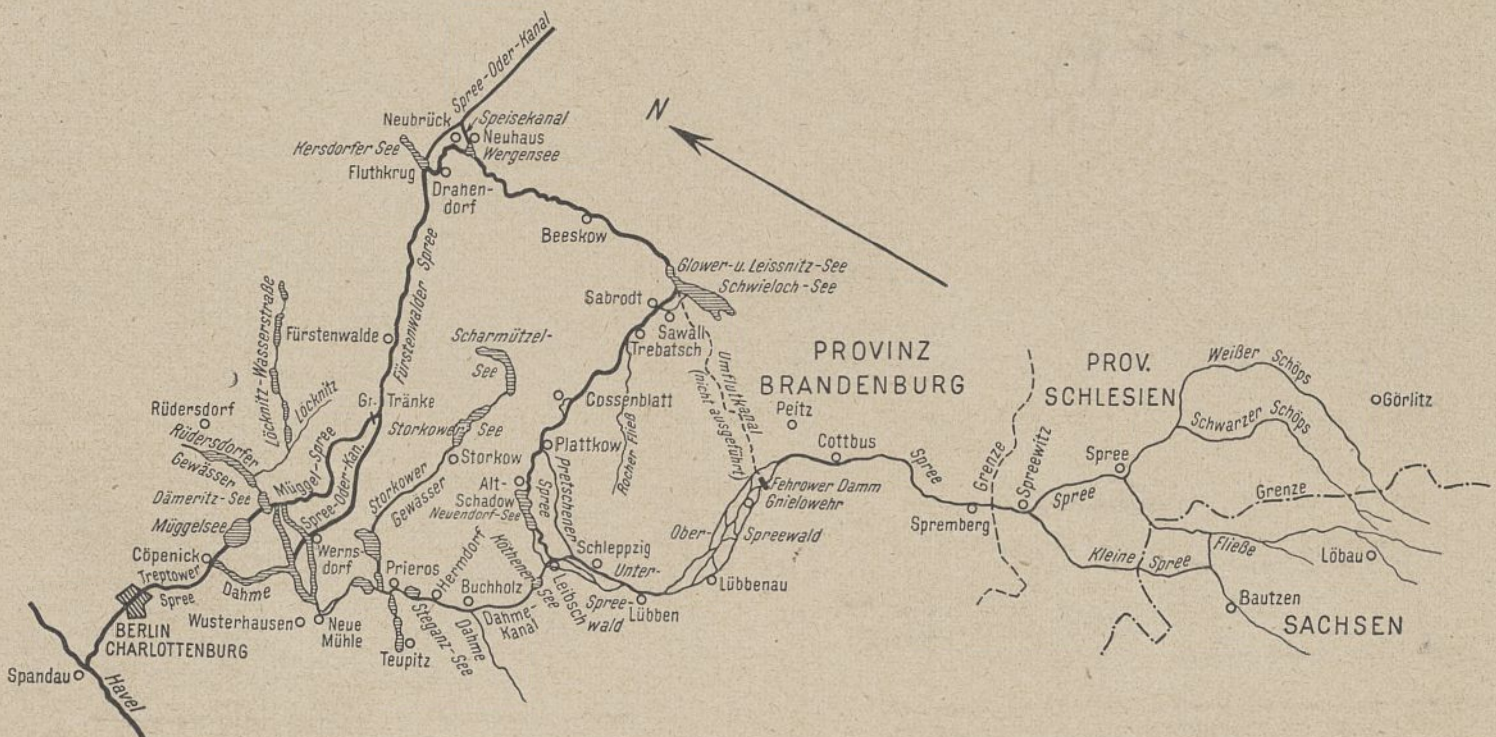 Spree-Oder-Kanal
N
Neubrück
Speisekanal
Neuhaus
Kersdorfer See
Wergensee
Fluthkrug
Drahen-
dorf
Beeskow
Fürstenwalder Spree
Glower- u. Leissnitz-See
Schwieloch-See
Sabrodt
Sawall
Trebatsch
Fürstenwalde
Löcknitz-Wasserstraße
Löcknitz
Scharmützel-
See
Umflutkanal
(nicht ausgeführt)
PROVINZ
BRANDENBURG
PROV.
SCHLESIEN
Weißer Schöps
Schwarzer Schöps
Görlitz
Rüdersdorf
Rüdersdorfer
Gewässer
Gr. Tränke
Storkower See
Cossenblatt
Rocher Fließ
Peitz
Cottbus
Spree
Müggel-Spree
Spree-Oder-Kan.
Storkow
Storkower
Gewässer
Plattkow
Pretschener
Spree
Alt-
Schadow
Neuendorf-See
Fehrower Damm
Gnielowehr
Grenze
Spreewitz
Spree
Spree
Grenze
Dämeritz-See
Müggelsee
Cöpenick
Treptower
Spree
Dahme
Werns-
dorf
Prieros
Herrndorf
Buchholz
Köthener
See
Schleppzig
Unter-
Spree-
wald
Ober-
Spreewald
Spremberg
Kleine Spree
Fließe
Löbau
Leibsch
Lübben
Lübbenau
Bautzen
SACHSEN
BERLIN
CHARLOTTENBURG
Wusterhausen
Neue
Mühle
Teupitz
Steganz-See
Dahme
Dahme-
Kanal
Spandau
Havel